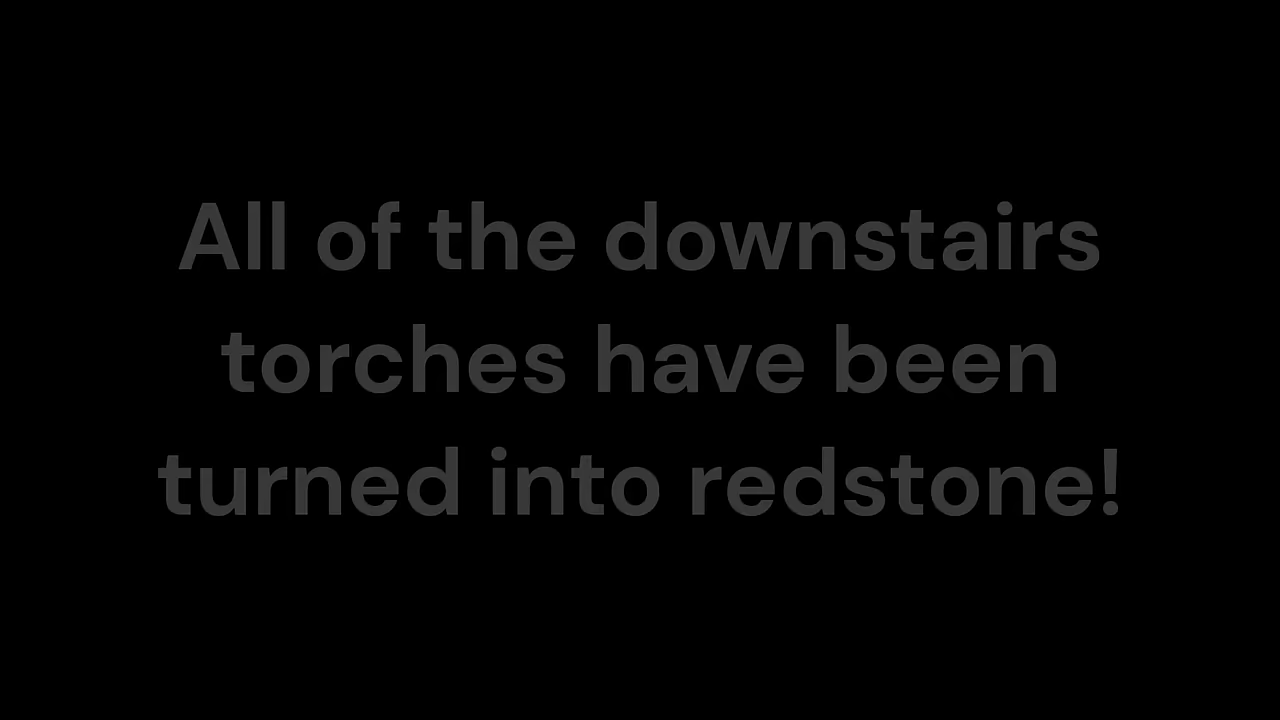 All of the downstairs
torches have been
turned into redstone!